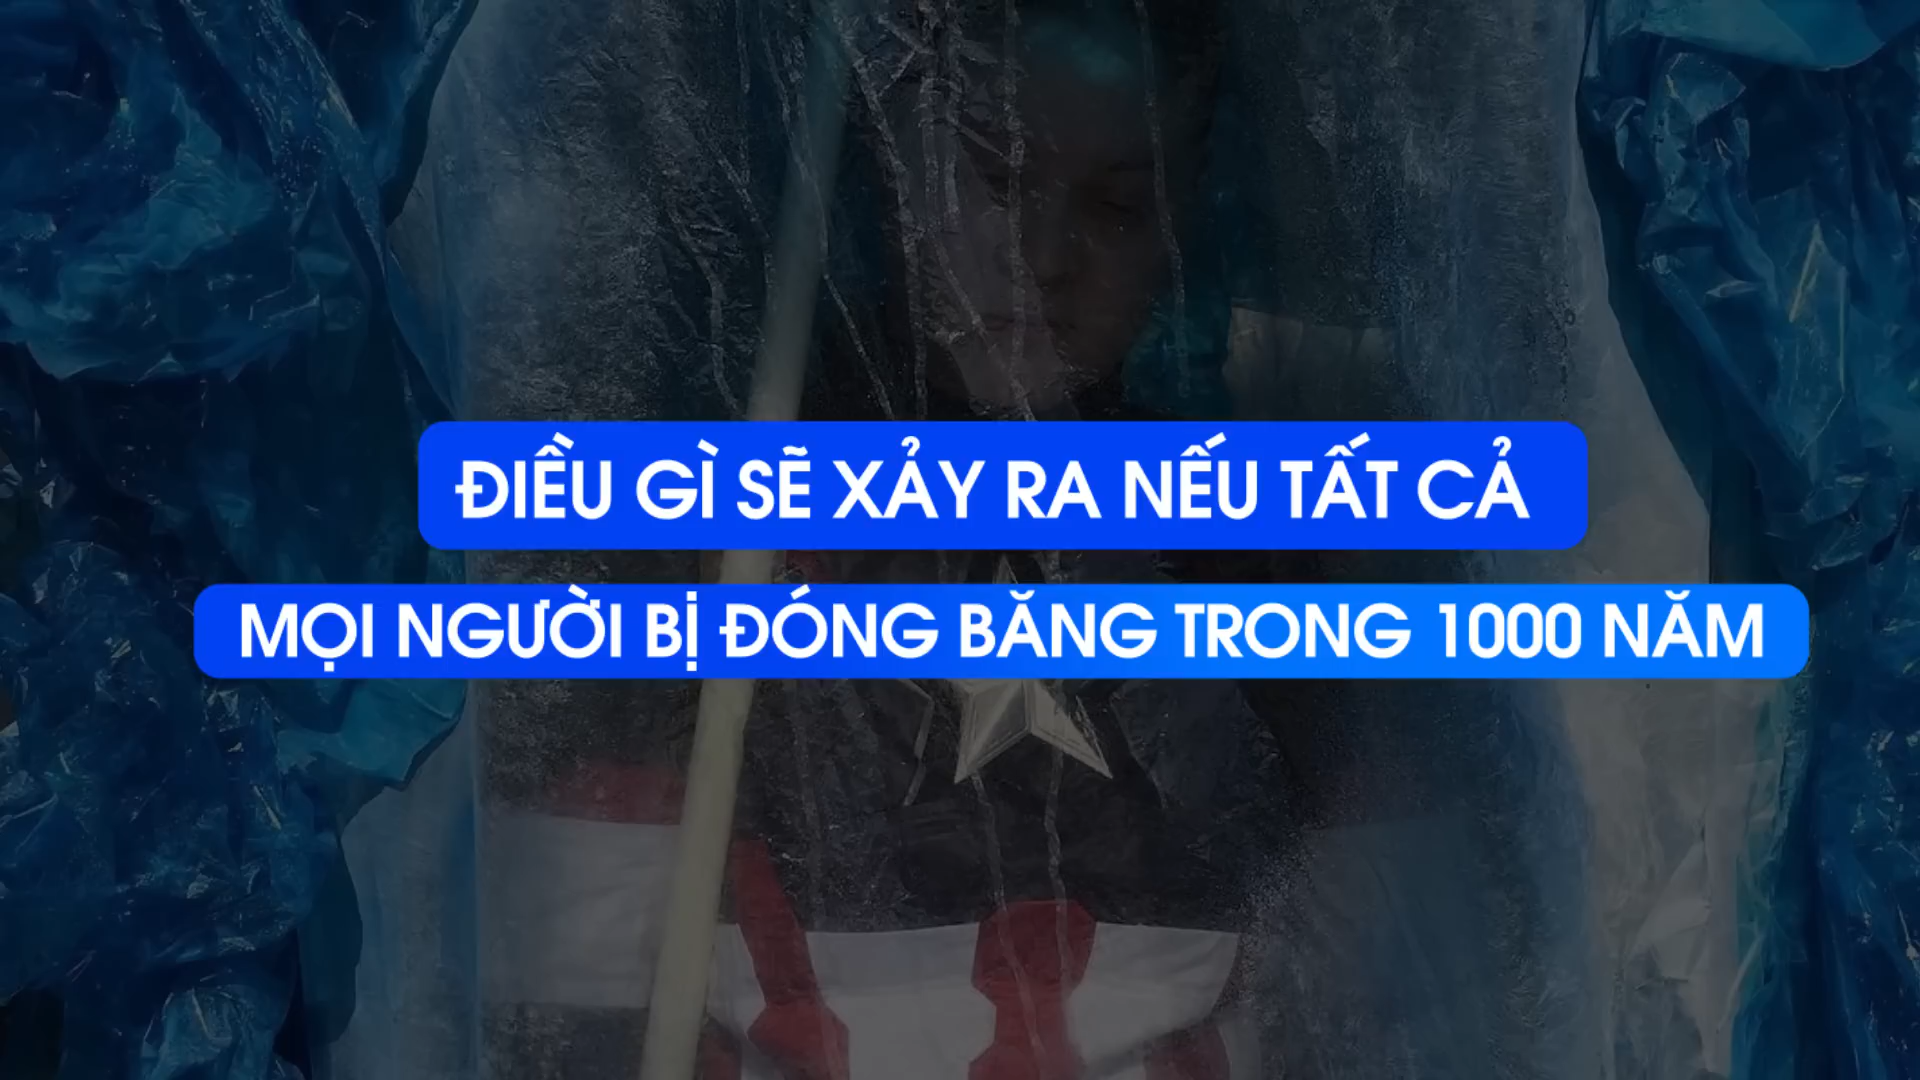 ĐIỀU GÌ SẼ XẢY RA NẾU TẤT CẢ
MỌI NGƯỜI BỊ ĐÓNG BĂNG TRONG 1000 NĂM